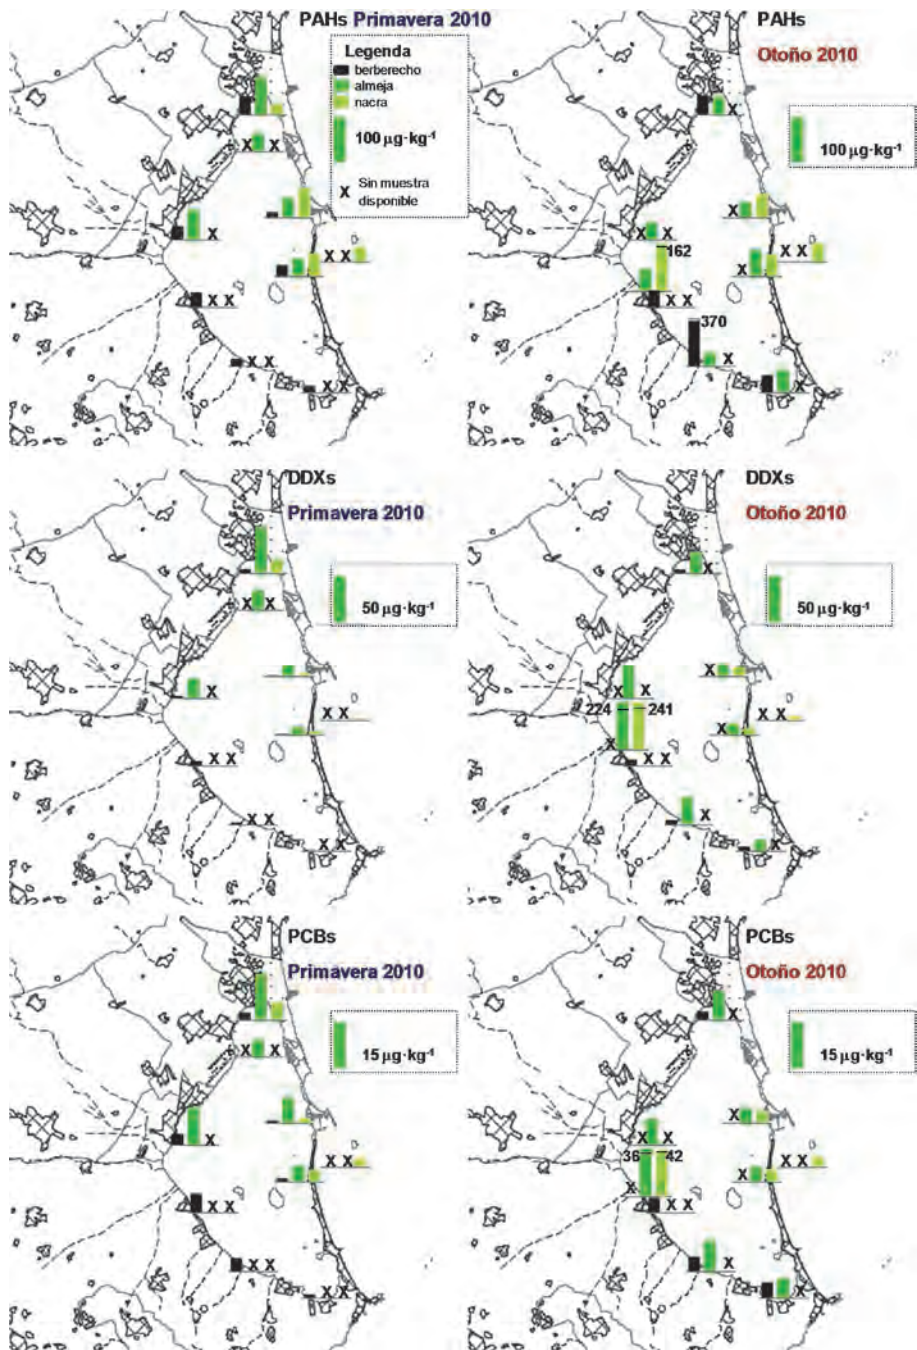 PAHs Primavera 2010
Legenda
berberecho
almeja
nacra
100 µg·kg-1
X Sin muestra
disponible
X X
X
X X
X X
X X
X X
PAHs
Otoño 2010
100 µg·kg-1
X
X
X X
X X
162
X
X X
370
X
X
DDXs
Primavera 2010
50 µg·kg-1
X X
X
X X
X X
X X
X X
DDXs
Otoño 2010
50 µg·kg-1
X
X
X X
X X
224 241
X
X
X X
X
X
PCBs
Primavera 2010
15 µg·kg-1
X X
X
X X
X X
X X
X X
PCBs
Otoño 2010
15 µg·kg-1
X
X
X X
36 42
X X
X
X
X X
X
X